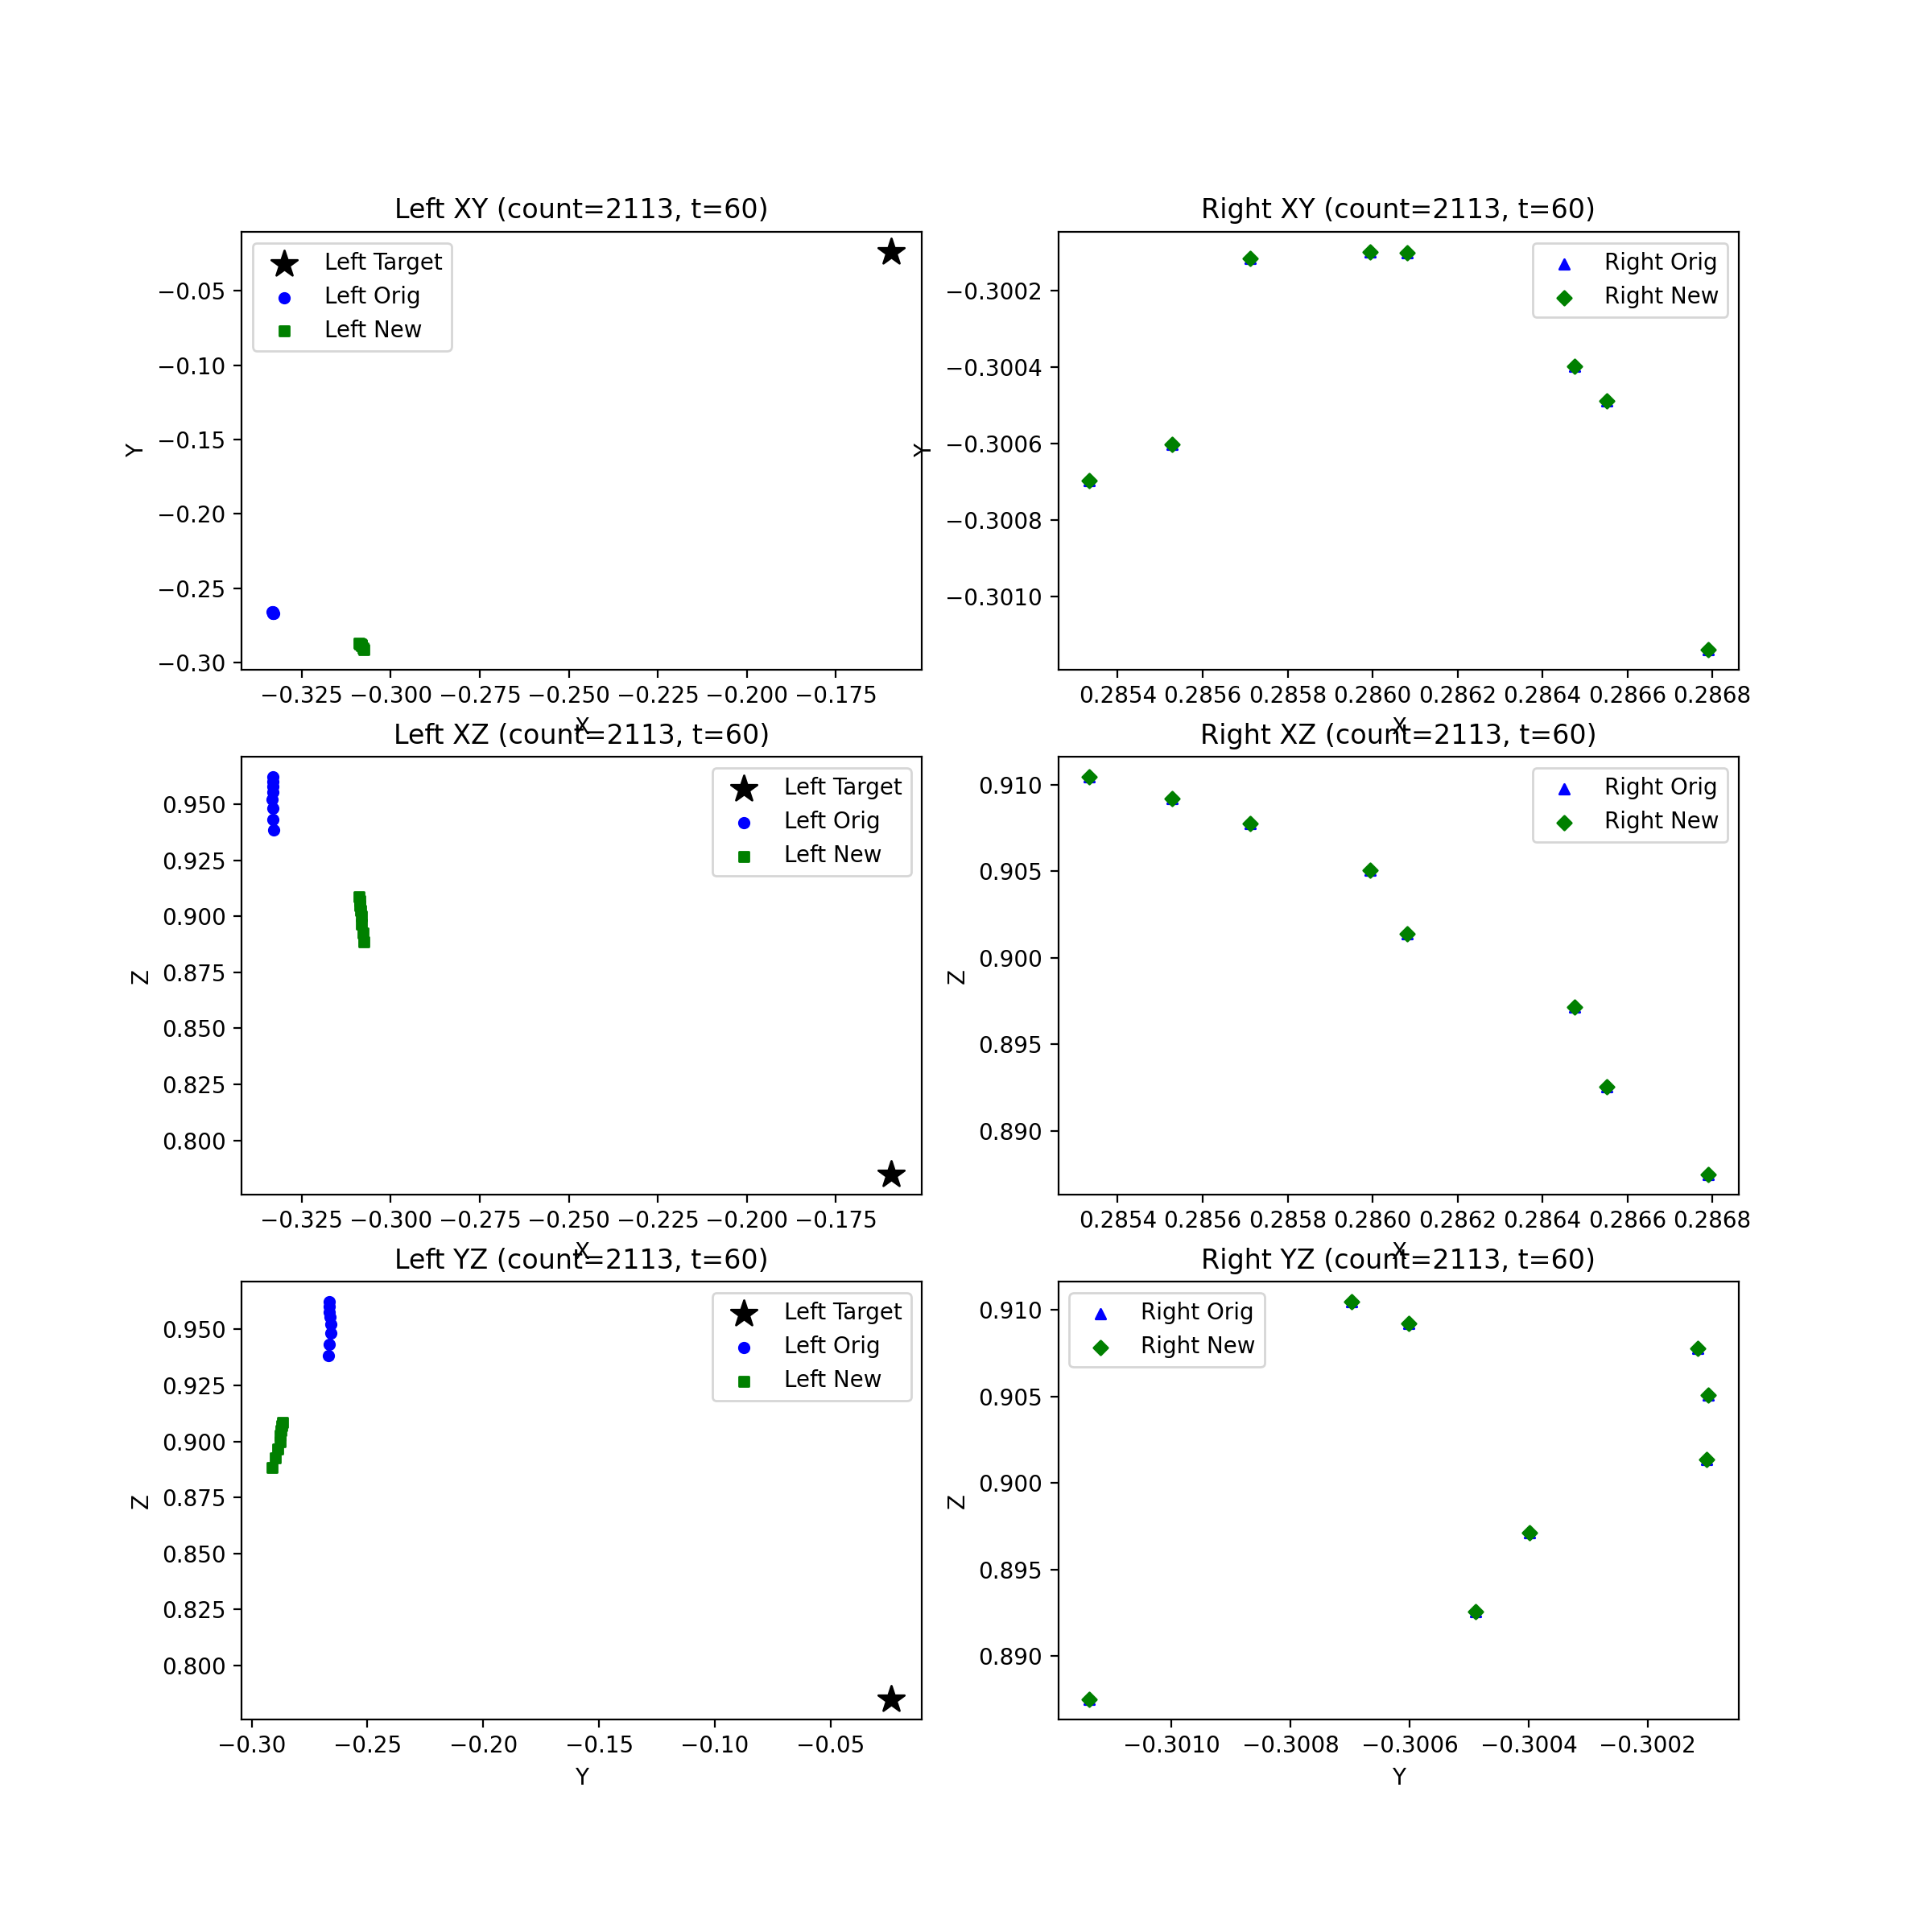 Left XY (count=2113, t=60)
Left Target
Left Orig
Left New
−0.05
−0.10
−0.15
−0.20
−0.25
−0.30
Y
−0.325 −0.300 −0.275 −0.250 −0.225 −0.200 −0.175
X
Right XY (count=2113, t=60)
Right Orig
Right New
−0.3002
−0.3004
−0.3006
−0.3008
−0.3010
Y
0.2854 0.2856 0.2858 0.2860 0.2862 0.2864 0.2866 0.2868
X
Left XZ (count=2113, t=60)
Left Target
Left Orig
Left New
0.950
0.925
0.900
0.875
0.850
0.825
0.800
Z
−0.325 −0.300 −0.275 −0.250 −0.225 −0.200 −0.175
X
Right XZ (count=2113, t=60)
Right Orig
Right New
0.910
0.905
0.900
0.895
0.890
Z
0.2854 0.2856 0.2858 0.2860 0.2862 0.2864 0.2866 0.2868
X
Left YZ (count=2113, t=60)
Left Target
Left Orig
Left New
0.950
0.925
0.900
0.875
0.850
0.825
0.800
Z
−0.30 −0.25 −0.20 −0.15 −0.10 −0.05
Y
Right YZ (count=2113, t=60)
Right Orig
Right New
0.910
0.905
0.900
0.895
0.890
Z
−0.3010 −0.3008 −0.3006 −0.3004 −0.3002
Y